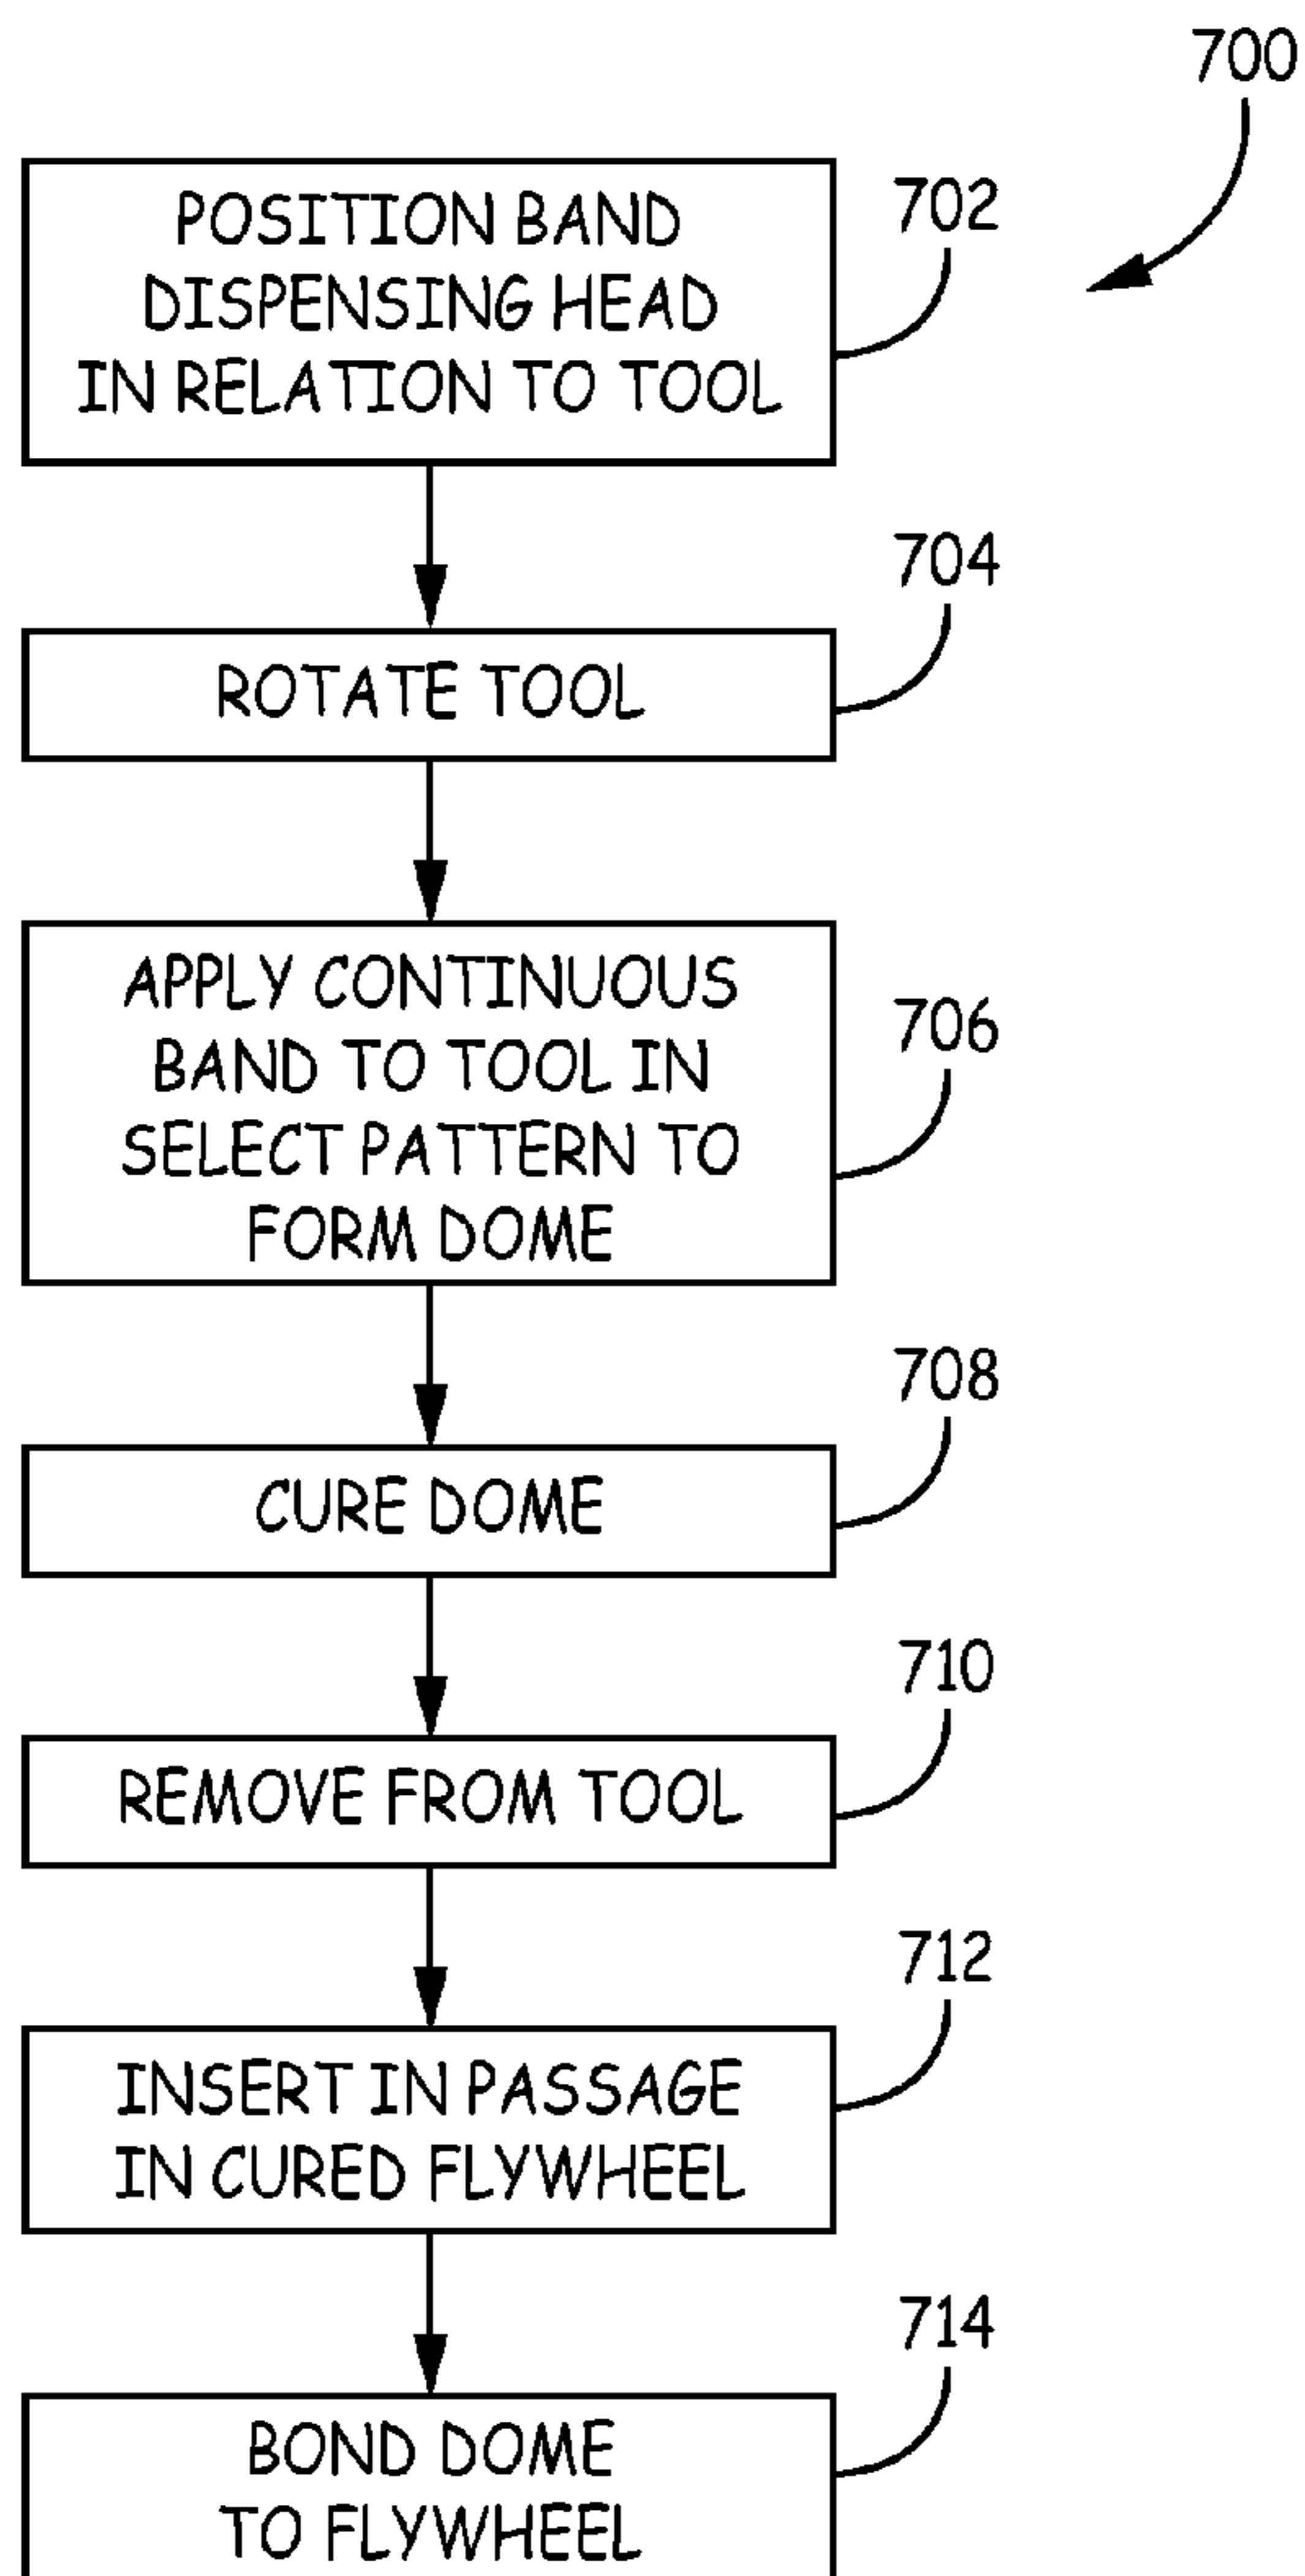 700
POSITION BAND
DISPENSING HEAD
IN RELATION TO TOOL
702
ROTATE TOOL
704
APPLY CONTINUOUS
BAND TO TOOL IN
SELECT PATTERN TO
FORM DOME
706
CURE DOME
708
REMOVE FROM TOOL
710
INSERT IN PASSAGE
IN CURED FLYWHEEL
712
BOND DOME
TO FLYWHEEL
714